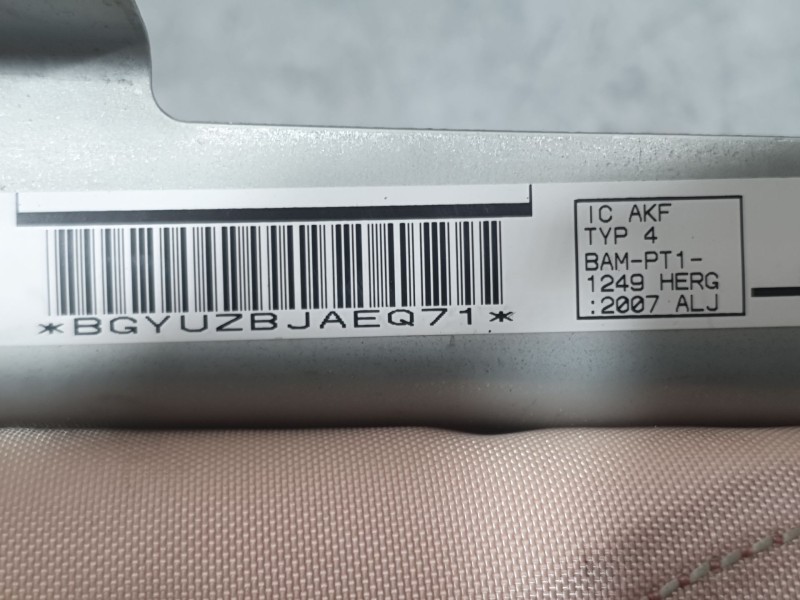 *BGYUZBJAEQ71*
IC AKF
TYP 4
BAM-PT1-
1249 HERG
:2007 ALJ